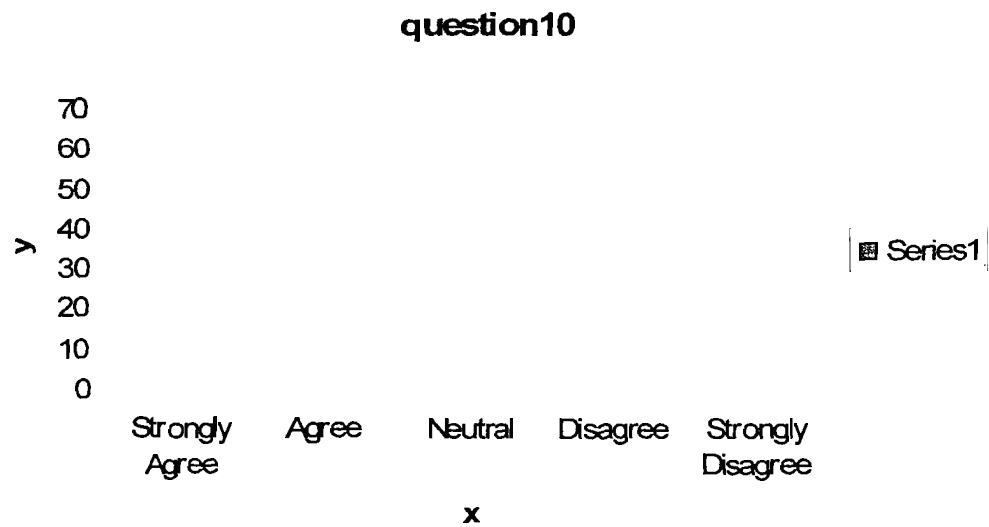 question10
70
60
50
40
30
20
10
0
y
Series1
Strongly Agree
Agree
Neutral
Disagree
Strongly Disagree
x